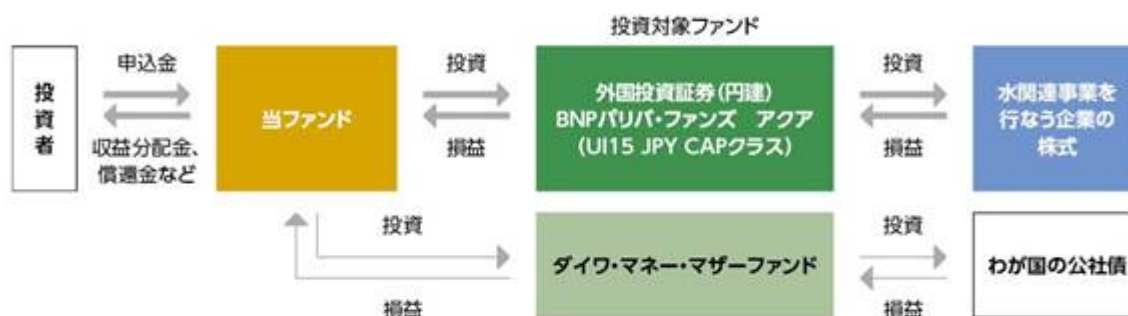 投資対象ファンド
投資者
申込金
収益分配金、
償還金など
当ファンド
投資
損益
外国投資証券(円建)
BNPパリバ・ファンズ アクア
(UI15 JPY CAPクラス)
投資
損益
水関連事業を
行なう企業の
株式
投資
損益
ダイワ・マネー・マザーファンド
投資
損益
わが国の公社債